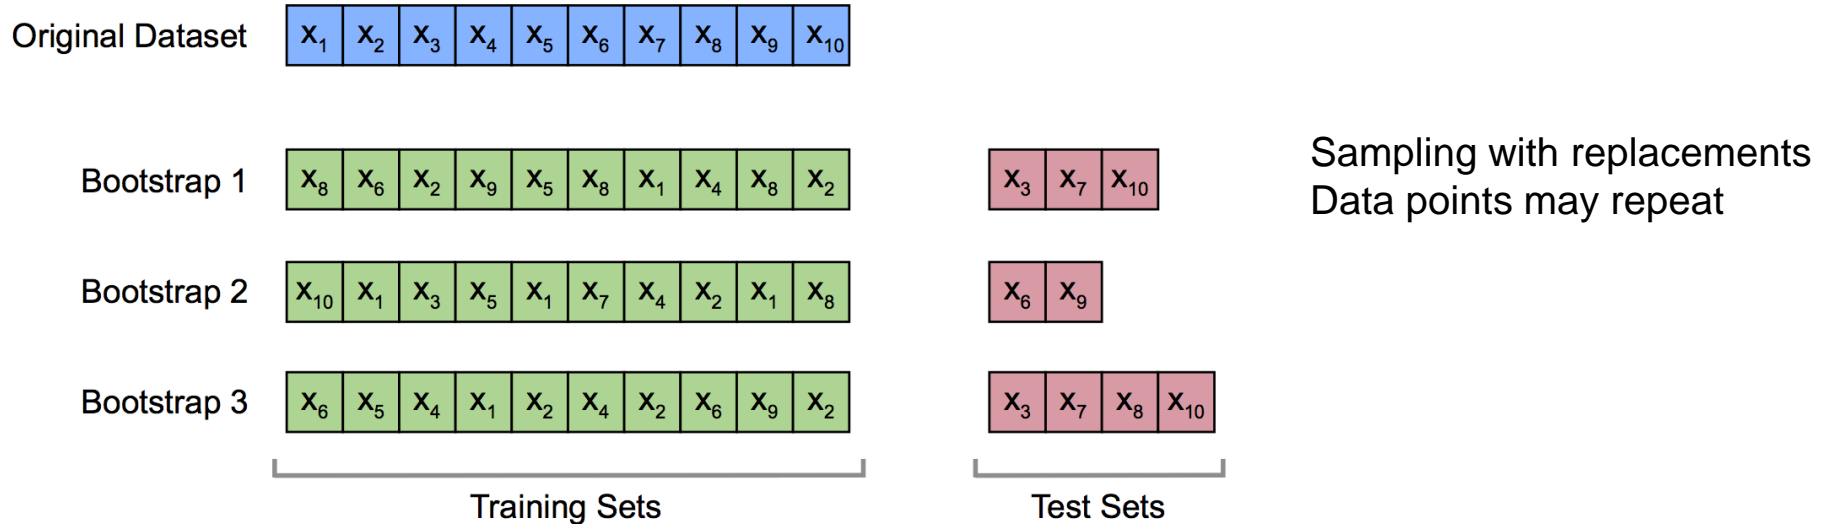 Original Dataset x₁ x₂ x₃ x₄ x₅ x₆ x₇ x₈ x₉ x₁₀
Bootstrap 1 x₈ x₆ x₂ x₉ x₅ x₈ x₁ x₄ x₈ x₂ x₃ x₇ x₁₀
Sampling with replacements
Data points may repeat
Bootstrap 2 x₁₀ x₁ x₃ x₅ x₁ x₇ x₄ x₂ x₁ x₈ x₆ x₉
Bootstrap 3 x₆ x₅ x₄ x₁ x₂ x₄ x₂ x₆ x₉ x₂ x₃ x₇ x₈ x₁₀
Training Sets Test Sets